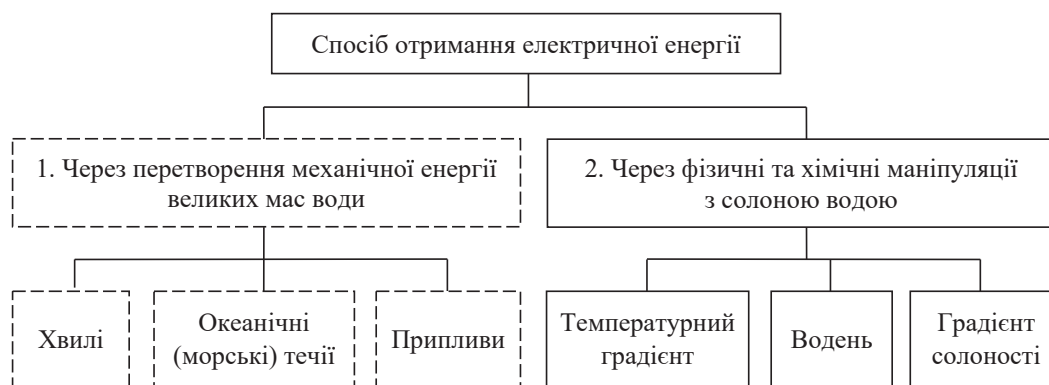 Спосіб отримання електричної енергії
1. Через перетворення механічної енергії
великих мас води
2. Через фізичні та хімічні маніпуляції
з солоною водою
Хвилі
Океанічні
(морські) течії
Припливи
Температурний
градієнт
Водень
Градієнт
солоності